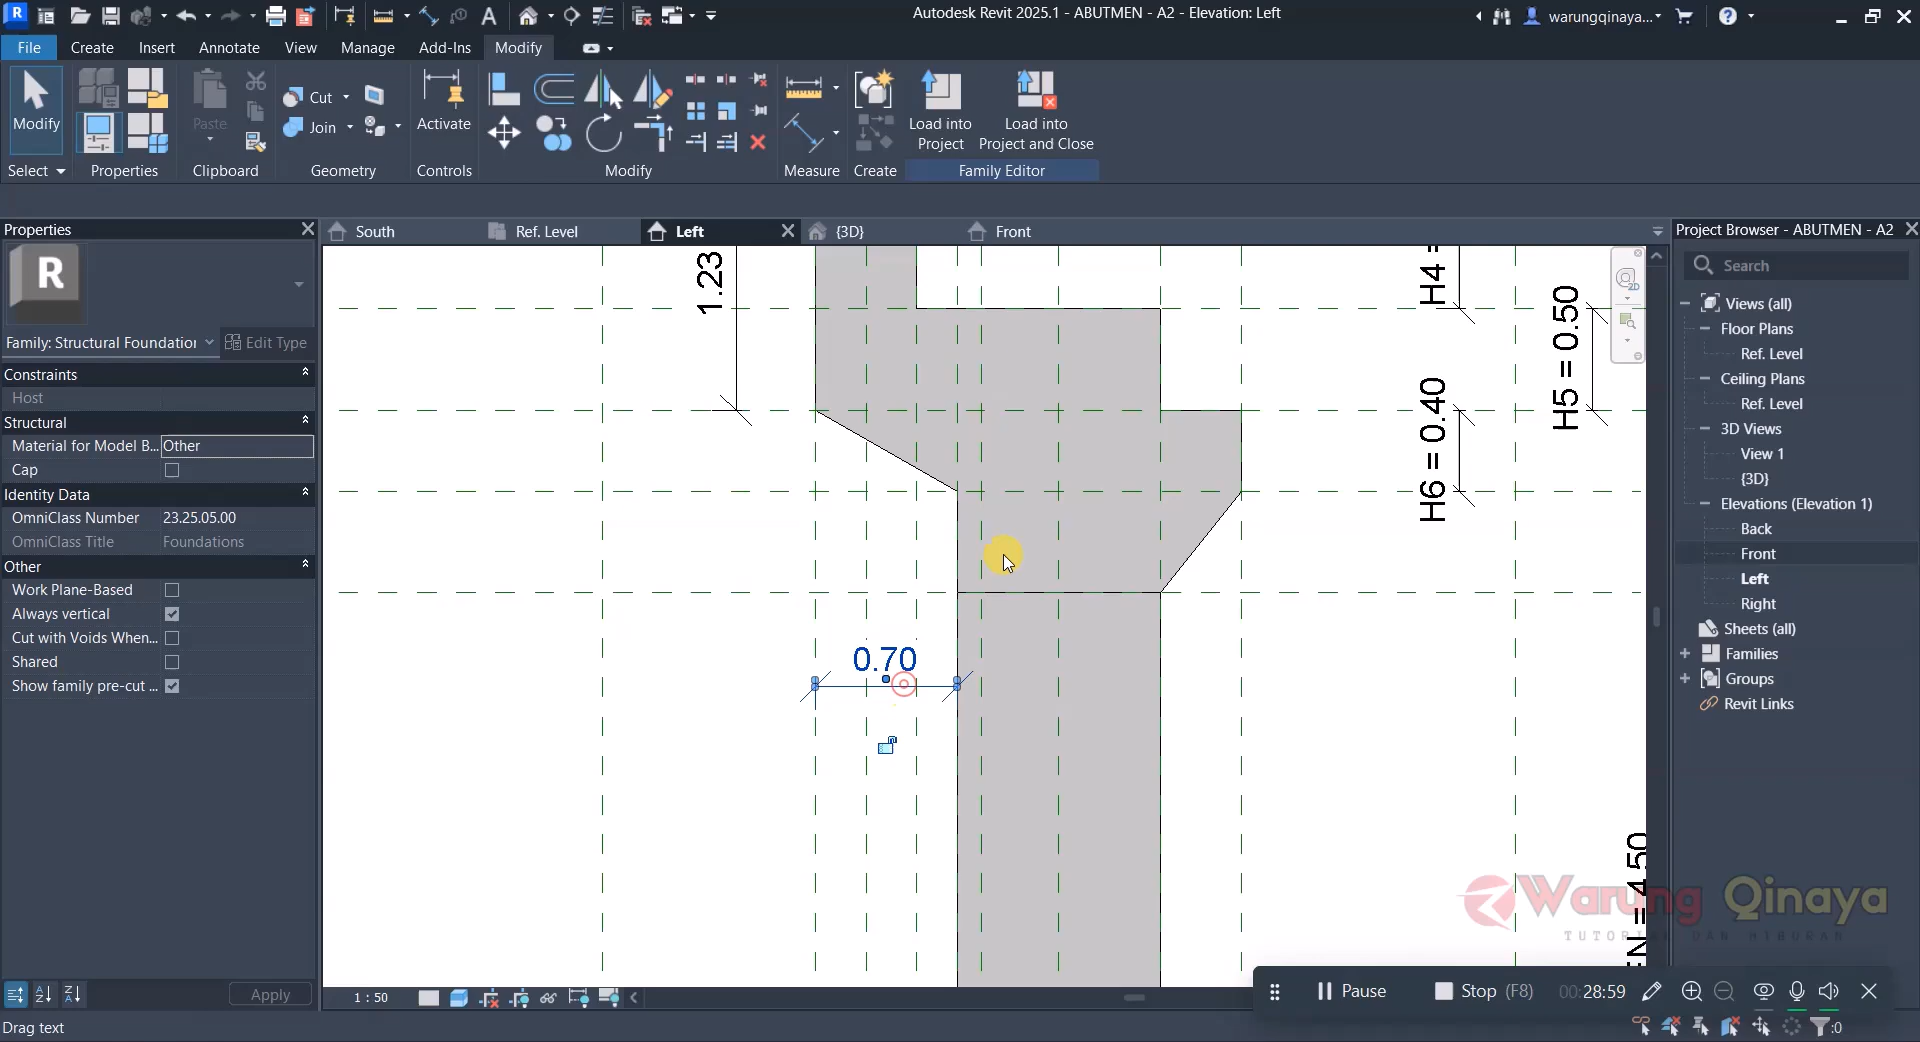 Autodesk Revit 2025.1 - ABUTMEN - A2 - Elevation: Left
warungqinaya...
File Create Insert Annotate View Manage Add-Ins Modify
Modify
Paste
Cut
Join
Activate
Load into Project
Load into Project and Close
Select Properties Clipboard Geometry Controls Modify Measure Create Family Editor
Properties
South
Ref. Level
Left
{3D}
Front
Project Browser - ABUTMEN - A2
R
Search
Family: Structural Foundation
Edit Type
Constraints
Host
Structural
Material for Model B... Other
Cap
Identity Data
OmniClass Number 23.25.05.00
OmniClass Title Foundations
Other
Work Plane-Based
Always vertical
Cut with Voids When...
Shared
Show family pre-cut ...
Apply
1.23
H4 =
H5 = 0.50
H6 = 0.40
0.70
EN = 4.50
Views (all)
Floor Plans
Ref. Level
Ceiling Plans
Ref. Level
3D Views
View 1
{3D}
Elevations (Elevation 1)
Back
Front
Left
Right
Sheets (all)
Families
Groups
Revit Links
Warung Qinaya
TUTORIAL DAN HIBURAN
1 : 50
Pause
Stop (F8)
00:28:59
Drag text
:0